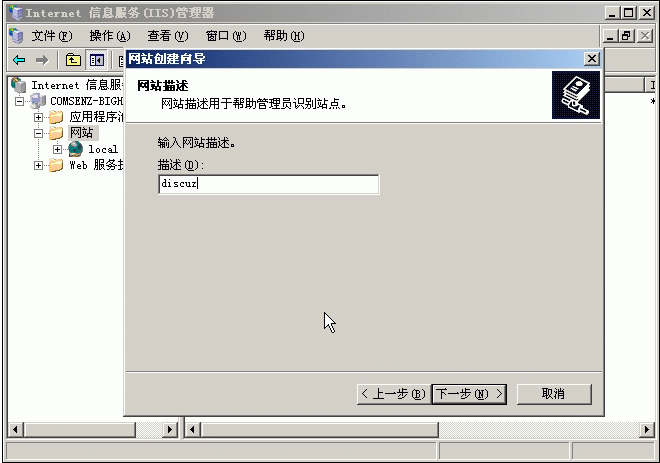 Internet 信息服务(IIS)管理器
文件(F) 操作(A) 查看(V) 窗口(W) 帮助(H)
网站创建向导
网站描述
网站描述用于帮助管理员识别站点。
Internet 信息服
COMSENZ-BIGH
应用程序池
网站
local
Web 服务扩
输入网站描述。
描述(D):
discuz
< 上一步(B) 下一步(N) > 取消